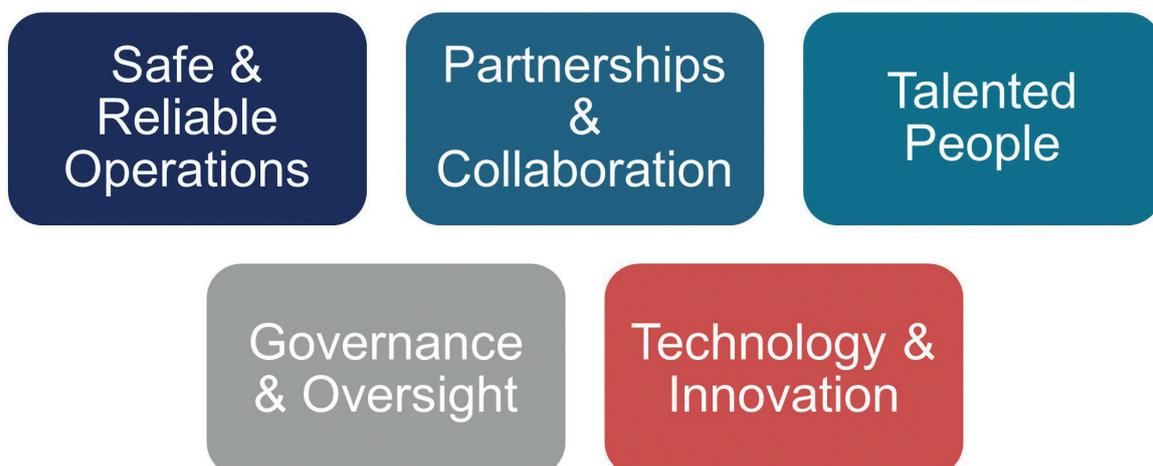 Safe &
Reliable
Operations
Partnerships
&
Collaboration
Talented
People
Governance
& Oversight
Technology &
Innovation